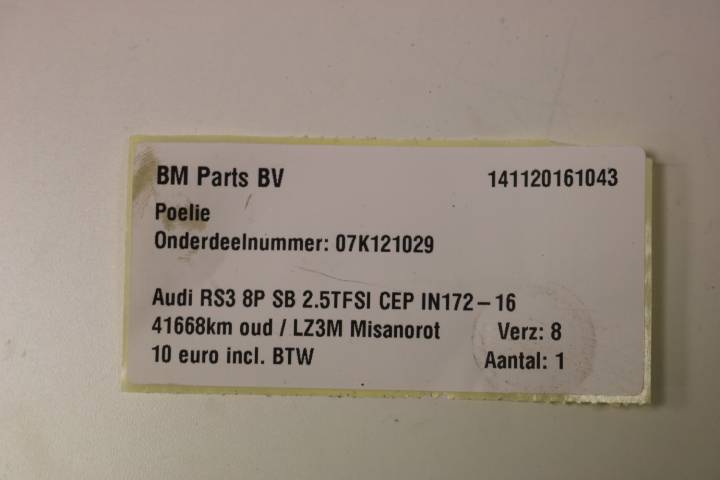 BM Parts BV 141120161043
Poelie
Onderdeelnummer: 07K121029
Audi RS3 8P SB 2.5TFSI CEP IN172-16
41668km oud / LZ3M Misanorot Verz: 8
10 euro incl. BTW Aantal: 1